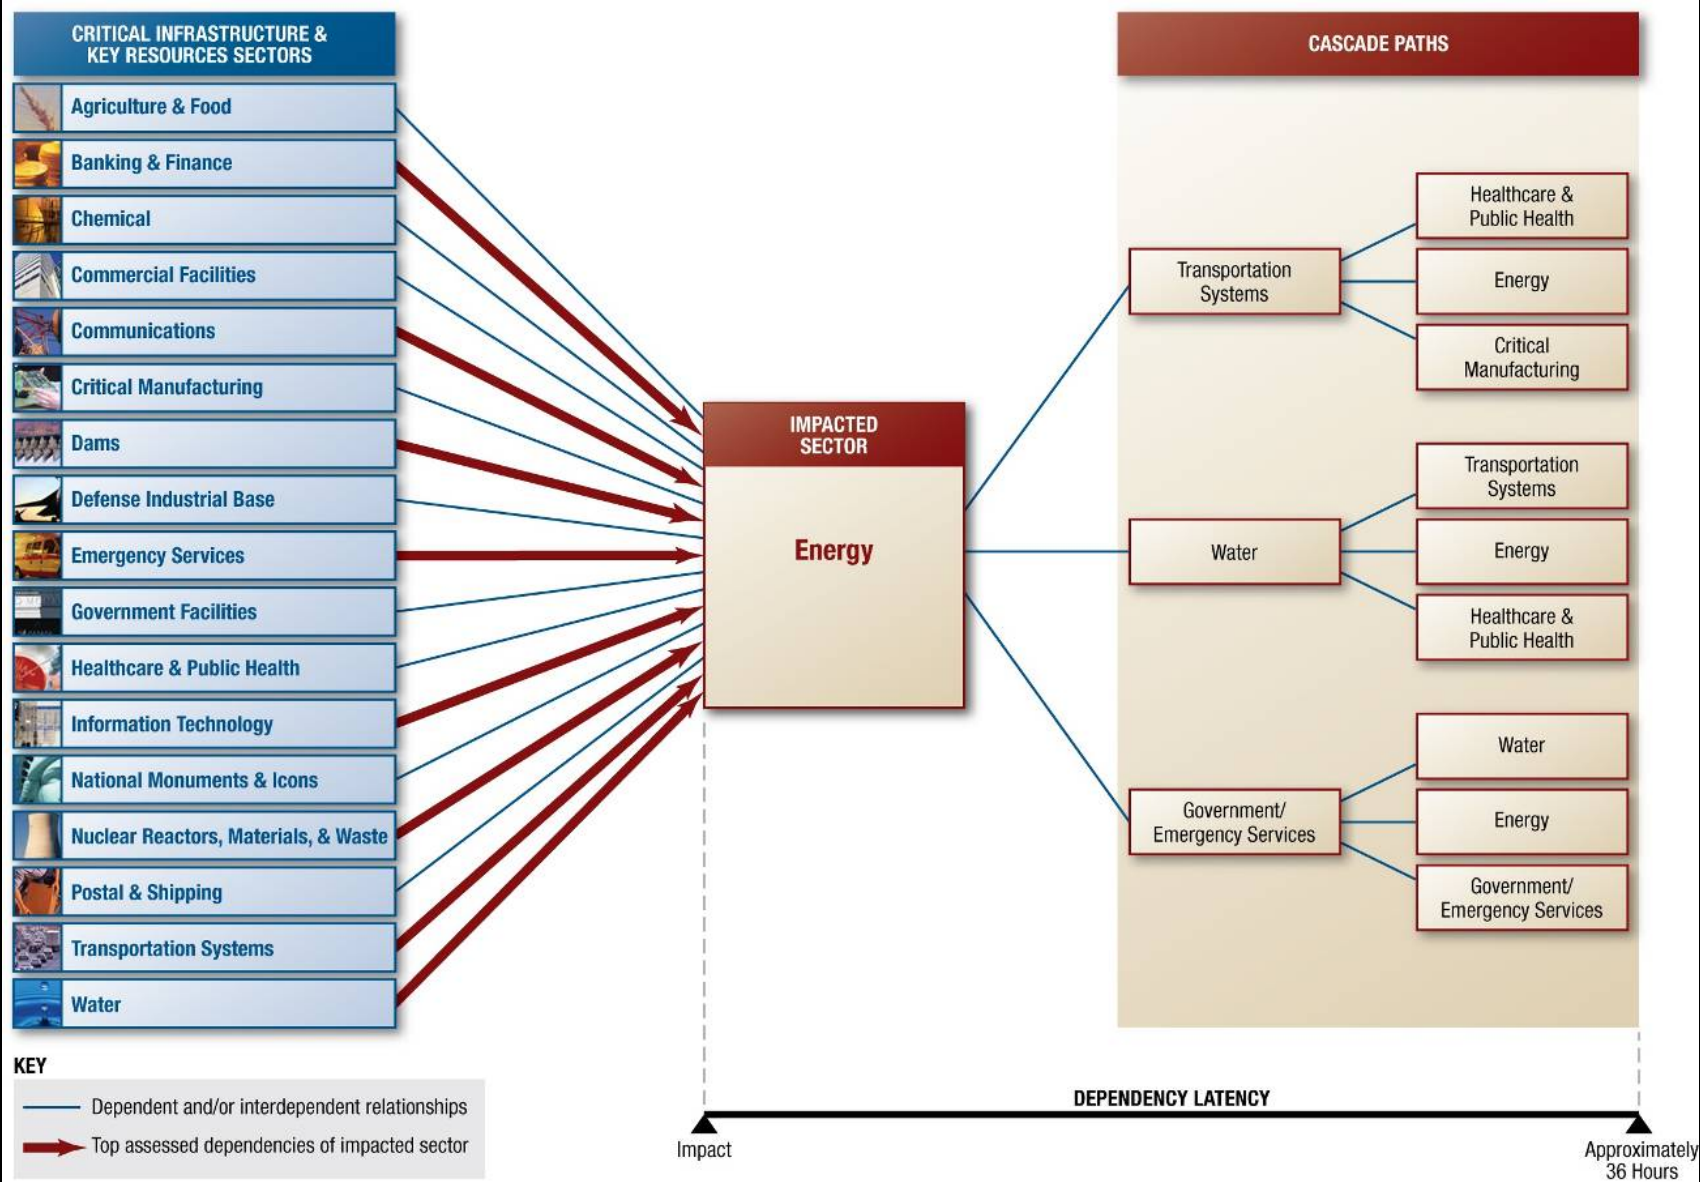 CRITICAL INFRASTRUCTURE &
KEY RESOURCES SECTORS
Agriculture & Food
Banking & Finance
Chemical
Commercial Facilities
Communications
Critical Manufacturing
Dams
Defense Industrial Base
Emergency Services
Government Facilities
Healthcare & Public Health
Information Technology
National Monuments & Icons
Nuclear Reactors, Materials, & Waste
Postal & Shipping
Transportation Systems
Water
KEY
Dependent and/or interdependent relationships
Top assessed dependencies of impacted sector
IMPACTED
SECTOR
Energy
CASCADE PATHS
Transportation
Systems
Healthcare &
Public Health
Energy
Critical
Manufacturing
Water
Transportation
Systems
Energy
Healthcare &
Public Health
Government/
Emergency Services
Water
Energy
Government/
Emergency Services
DEPENDENCY LATENCY
Impact
Approximately
36 Hours